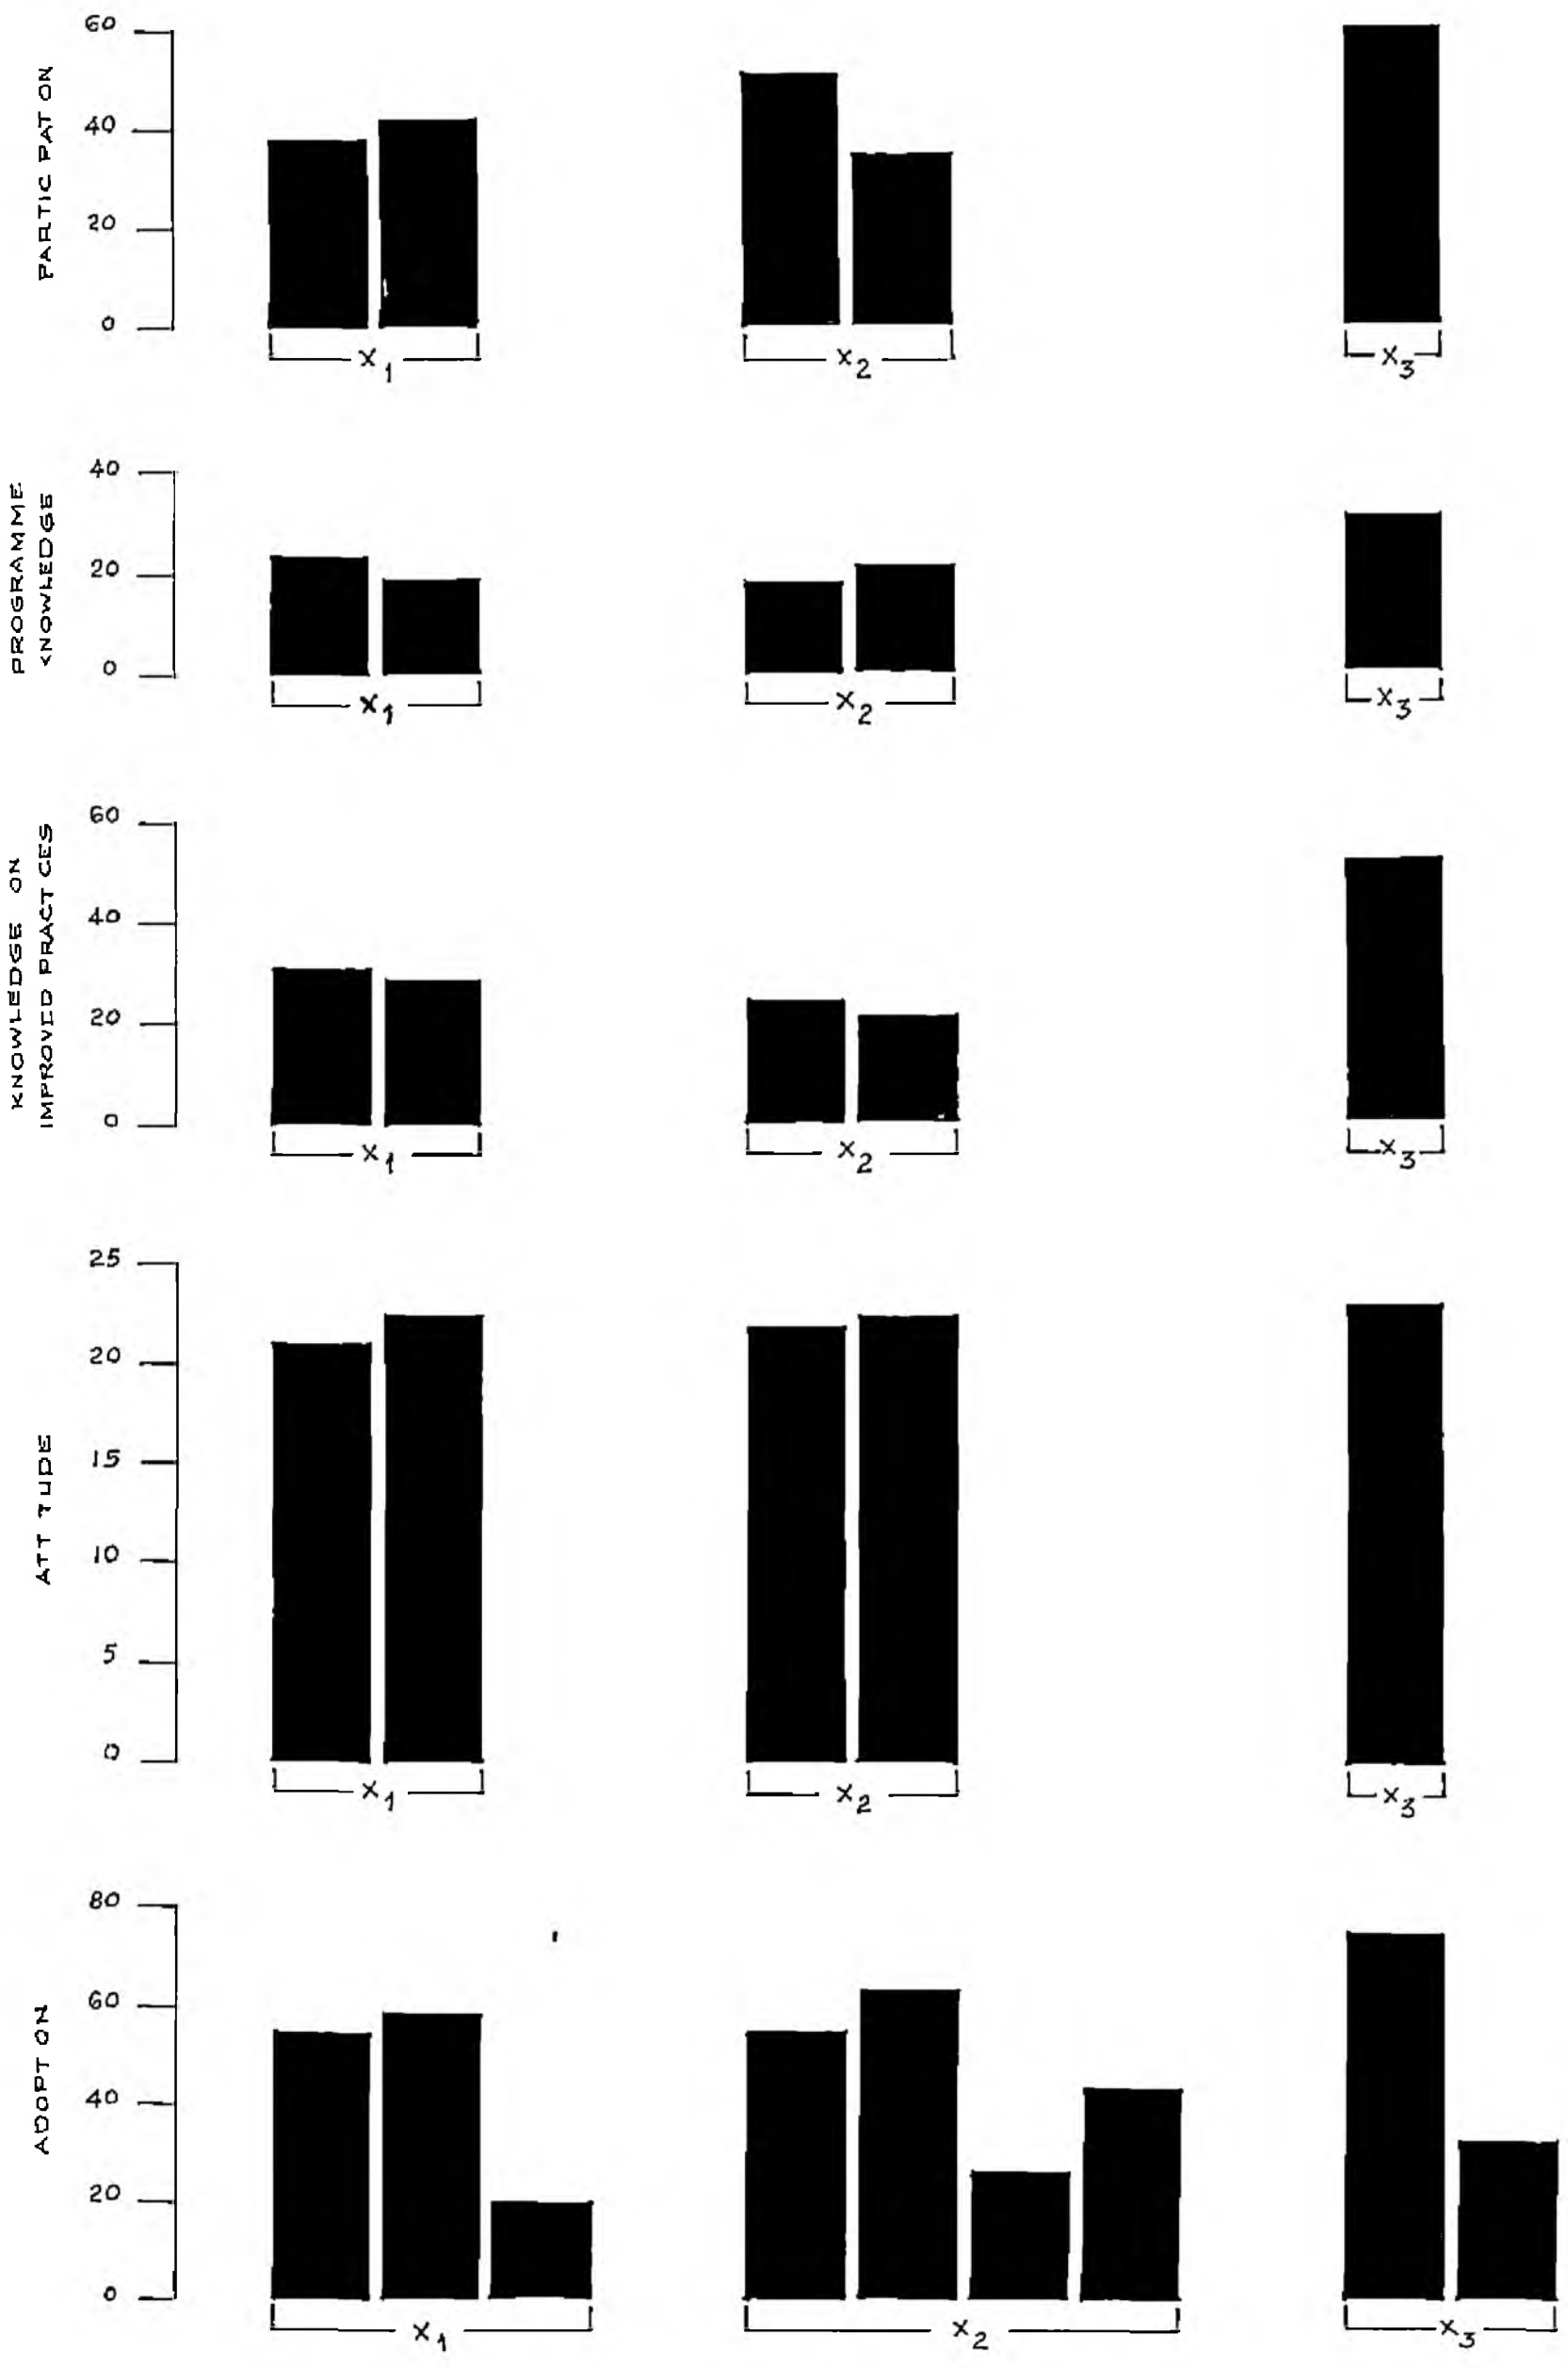 PARTIC PAT ON
60
40
20
0
X1
X2
X3
PROGRAMME
KNOWLEDGE
40
20
0
X1
X2
X3
KNOWLEDGE ON
IMPROVED PRACT CES
60
40
20
0
X1
X2
X3
ATT TUDE
25
20
15
10
5
0
X1
X2
X3
ADOPT ON
80
60
40
20
0
X1
X2
X3